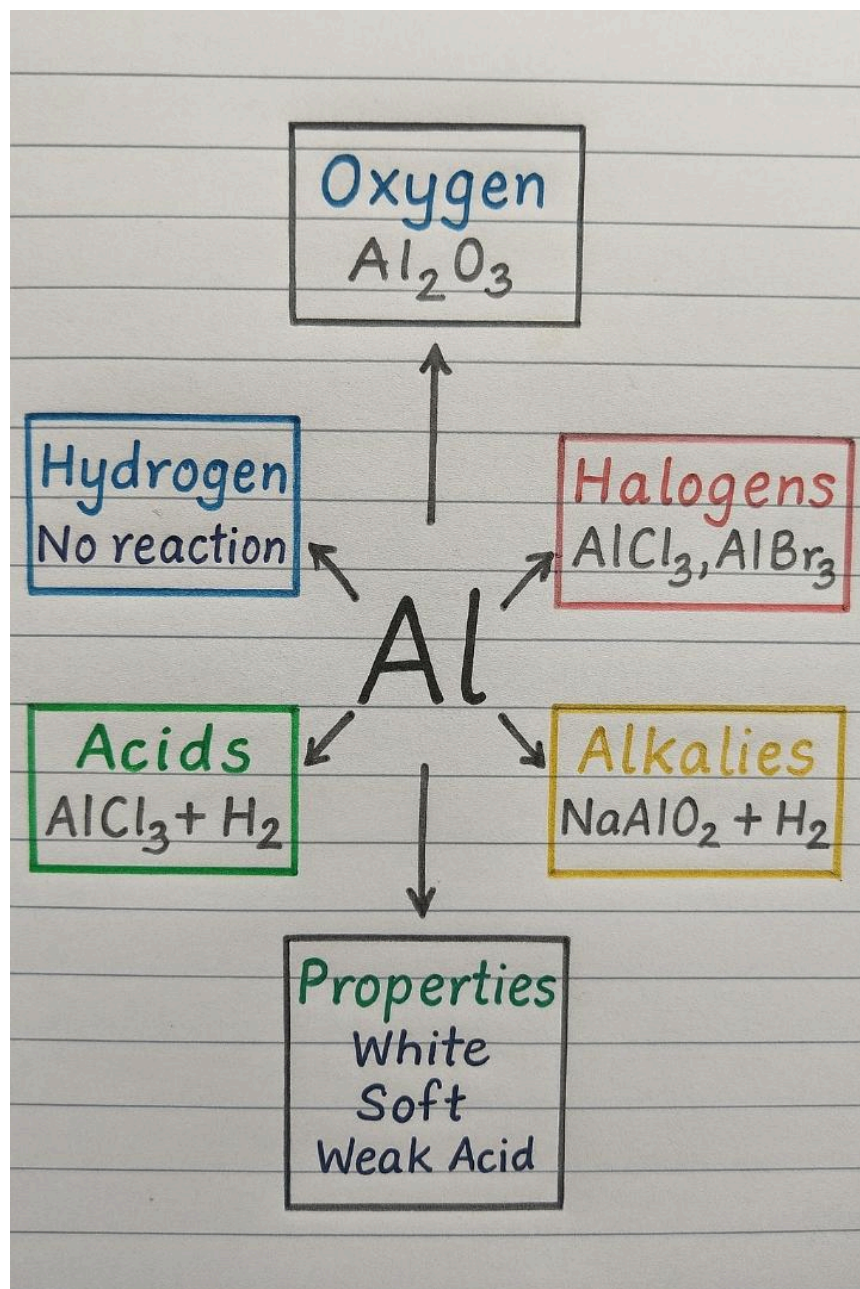 Oxygen
Al₂O₃
Hydrogen
No reaction
Halogens
AlCl₃, AlBr₃
Al
Acids
AlCl₃ + H₂
Alkalies
NaAlO₂ + H₂
Properties
White
Soft
Weak Acid